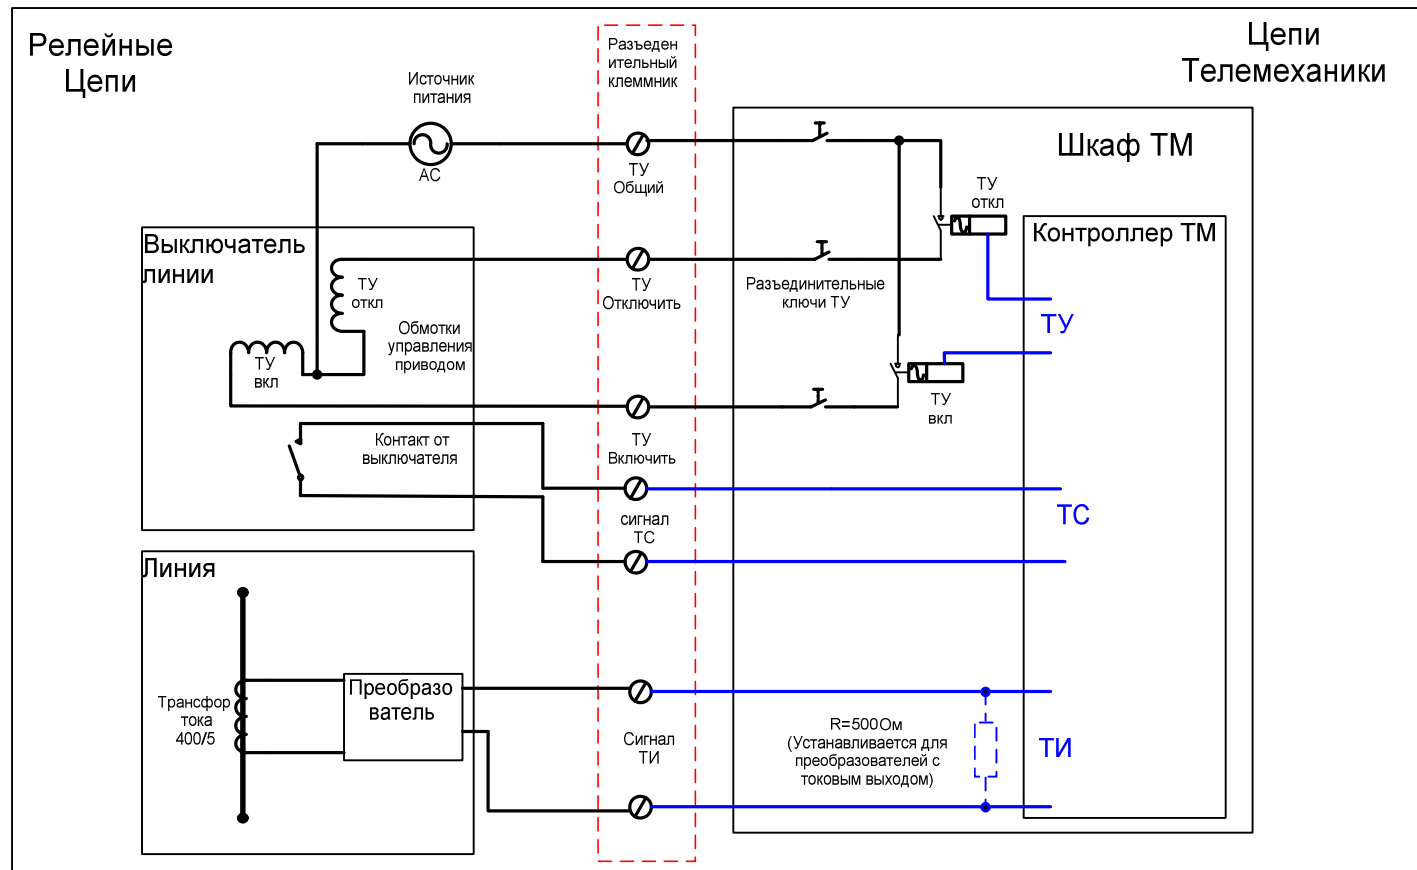 Релейные
Цепи
Разъеден
ительный
клеммник
Цепи
Телемеханики
Источник
питания
АС
ТУ
Общий
Шкаф ТМ
ТУ
откл
Выключатель
линии
Контроллер ТМ
ТУ
откл
ТУ
Отключить
Разъединительные
ключи ТУ
ТУ
Обмотки
управления
приводом
ТУ
вкл
ТУ
вкл
Контакт от
выключателя
ТУ
Включить
сигнал
ТС
ТС
Линия
Трансфор
тока
400/5
Преобразо
ватель
Сигнал
ТИ
R=500Ом
(Устанавливается для
преобразователей с
токовым выходом)
ТИ